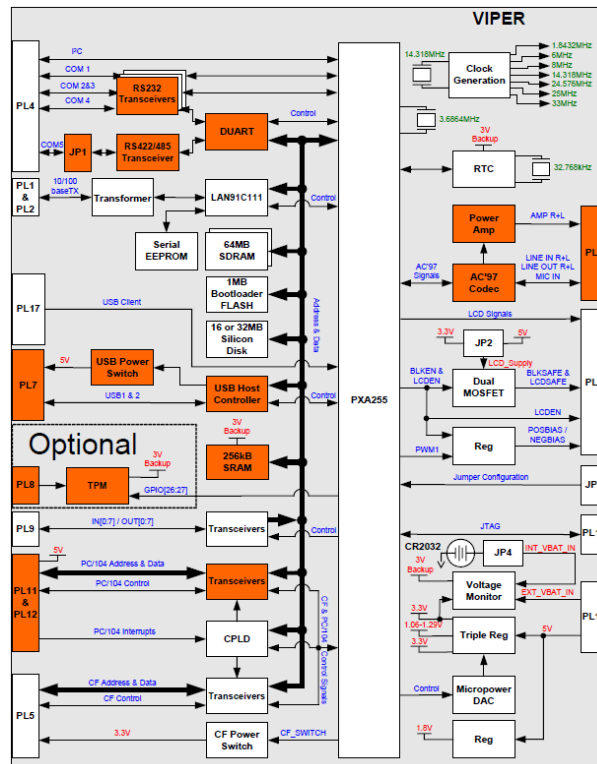 VIPER
I²C
COM 1
COM 2&3
COM 4
PL4
RS232
Transceivers
DUART
Control
COM5
JP1
RS422/485
Transceiver
PL1
&
PL2
10/100
baseTX
Transformer
LAN91C111
Control
Serial
EEPROM
64MB
SDRAM
1MB
Bootloader
FLASH
16 or 32MB
Silicon
Disk
Address & Data
PL17
USB Client
PL7
5V
USB Power
Switch
USB1 & 2
USB Host
Controller
Control
Optional
3V
Backup
PL8
TPM
3V
256kB
SRAM
GPIO[26:27]
PL9
IN[0:7] / OUT[0:7]
Transceivers
Control
5V
PL11
&
PL12
PC/104 Address & Data
PC/104 Control
Transceivers
PC/104 Interrupts
CPLD
CF & PC/104
Control Signals
PL5
CF Address & Data
CF Control
Transceivers
3.3V
CF Power
Switch
CF_SWITCH
PXA255
14.318MHz
Clock
Generation
1.8432MHz
6MHz
8MHz
14.318MHz
24.576MHz
25MHz
33MHz
3.6864MHz
3V
Backup
RTC
32.768kHz
Power
Amp
AMP R+L
AC'97
Signals
AC'97
Codec
LINE IN R+L
LINE OUT R+L
MIC IN
PL
LCD Signals
3.3V
JP2
5V
LCD_Supply
BLKEN &
LCDEN
Dual
MOSFET
BLKSAFE &
LCDSAFE
PL
LCDEN
PWM1
Reg
POSBIAS /
NEGBIAS
Jumper Configuration
JP
JTAG
PL1
CR2032
JP4
INT_VBAT_IN
3V
Backup
Voltage
Monitor
EXT_VBAT_IN
PL1
3.3V
1.06-1.29V
3.3V
Triple Reg
5V
Control
Micropower
DAC
1.8V
Reg